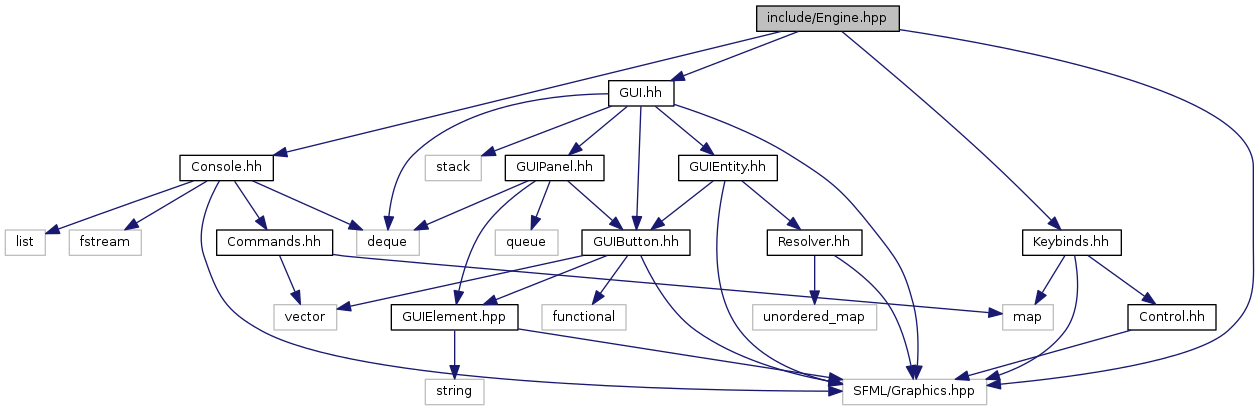 include/Engine.hpp
GUI.hh
Console.hh
stack
GUIPanel.hh
GUIEntity.hh
list
fstream
Commands.hh
deque
queue
GUIButton.hh
Resolver.hh
Keybinds.hh
vector
GUIElement.hpp
functional
unordered_map
map
Control.hh
string
SFML/Graphics.hpp